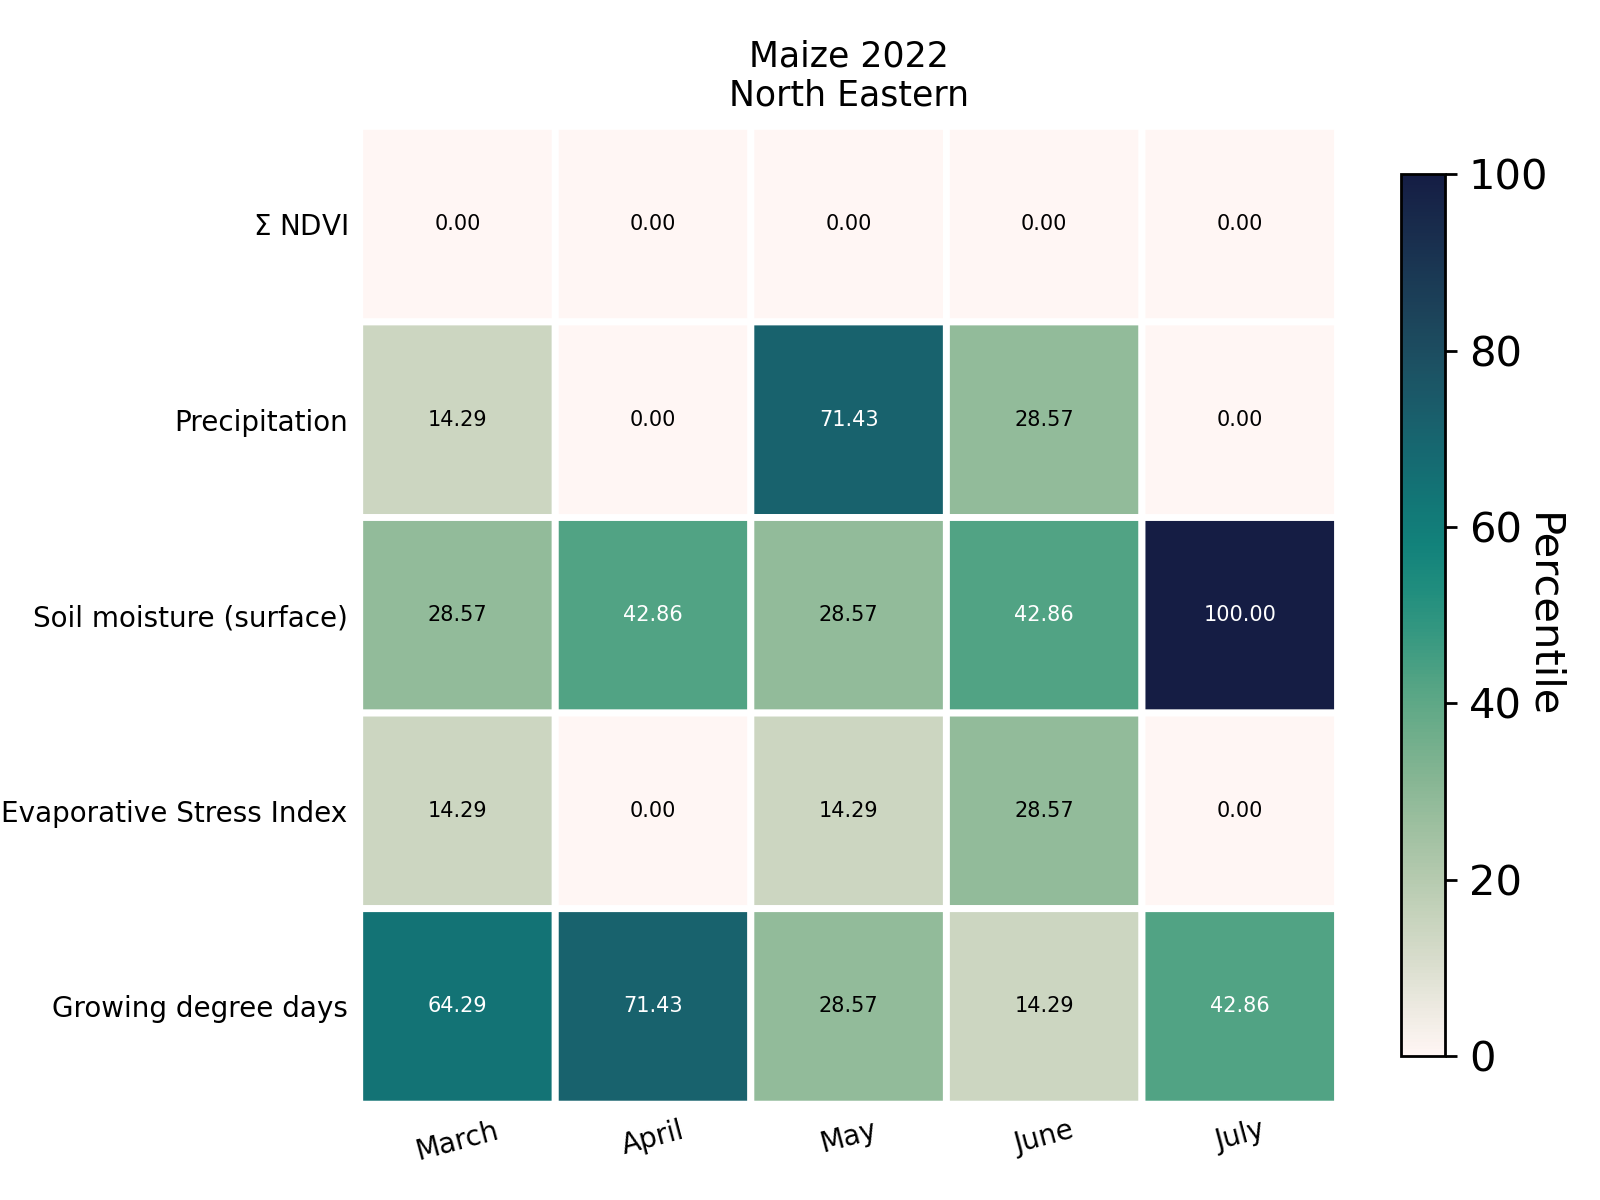 Maize 2022
North Eastern
Σ NDVI 0.00 0.00 0.00 0.00 0.00
Precipitation 14.29 0.00 71.43 28.57 0.00
Soil moisture (surface) 28.57 42.86 28.57 42.86 100.00
Evaporative Stress Index 14.29 0.00 14.29 28.57 0.00
Growing degree days 64.29 71.43 28.57 14.29 42.86
March April May June July
100
80
60
40
20
0
Percentile